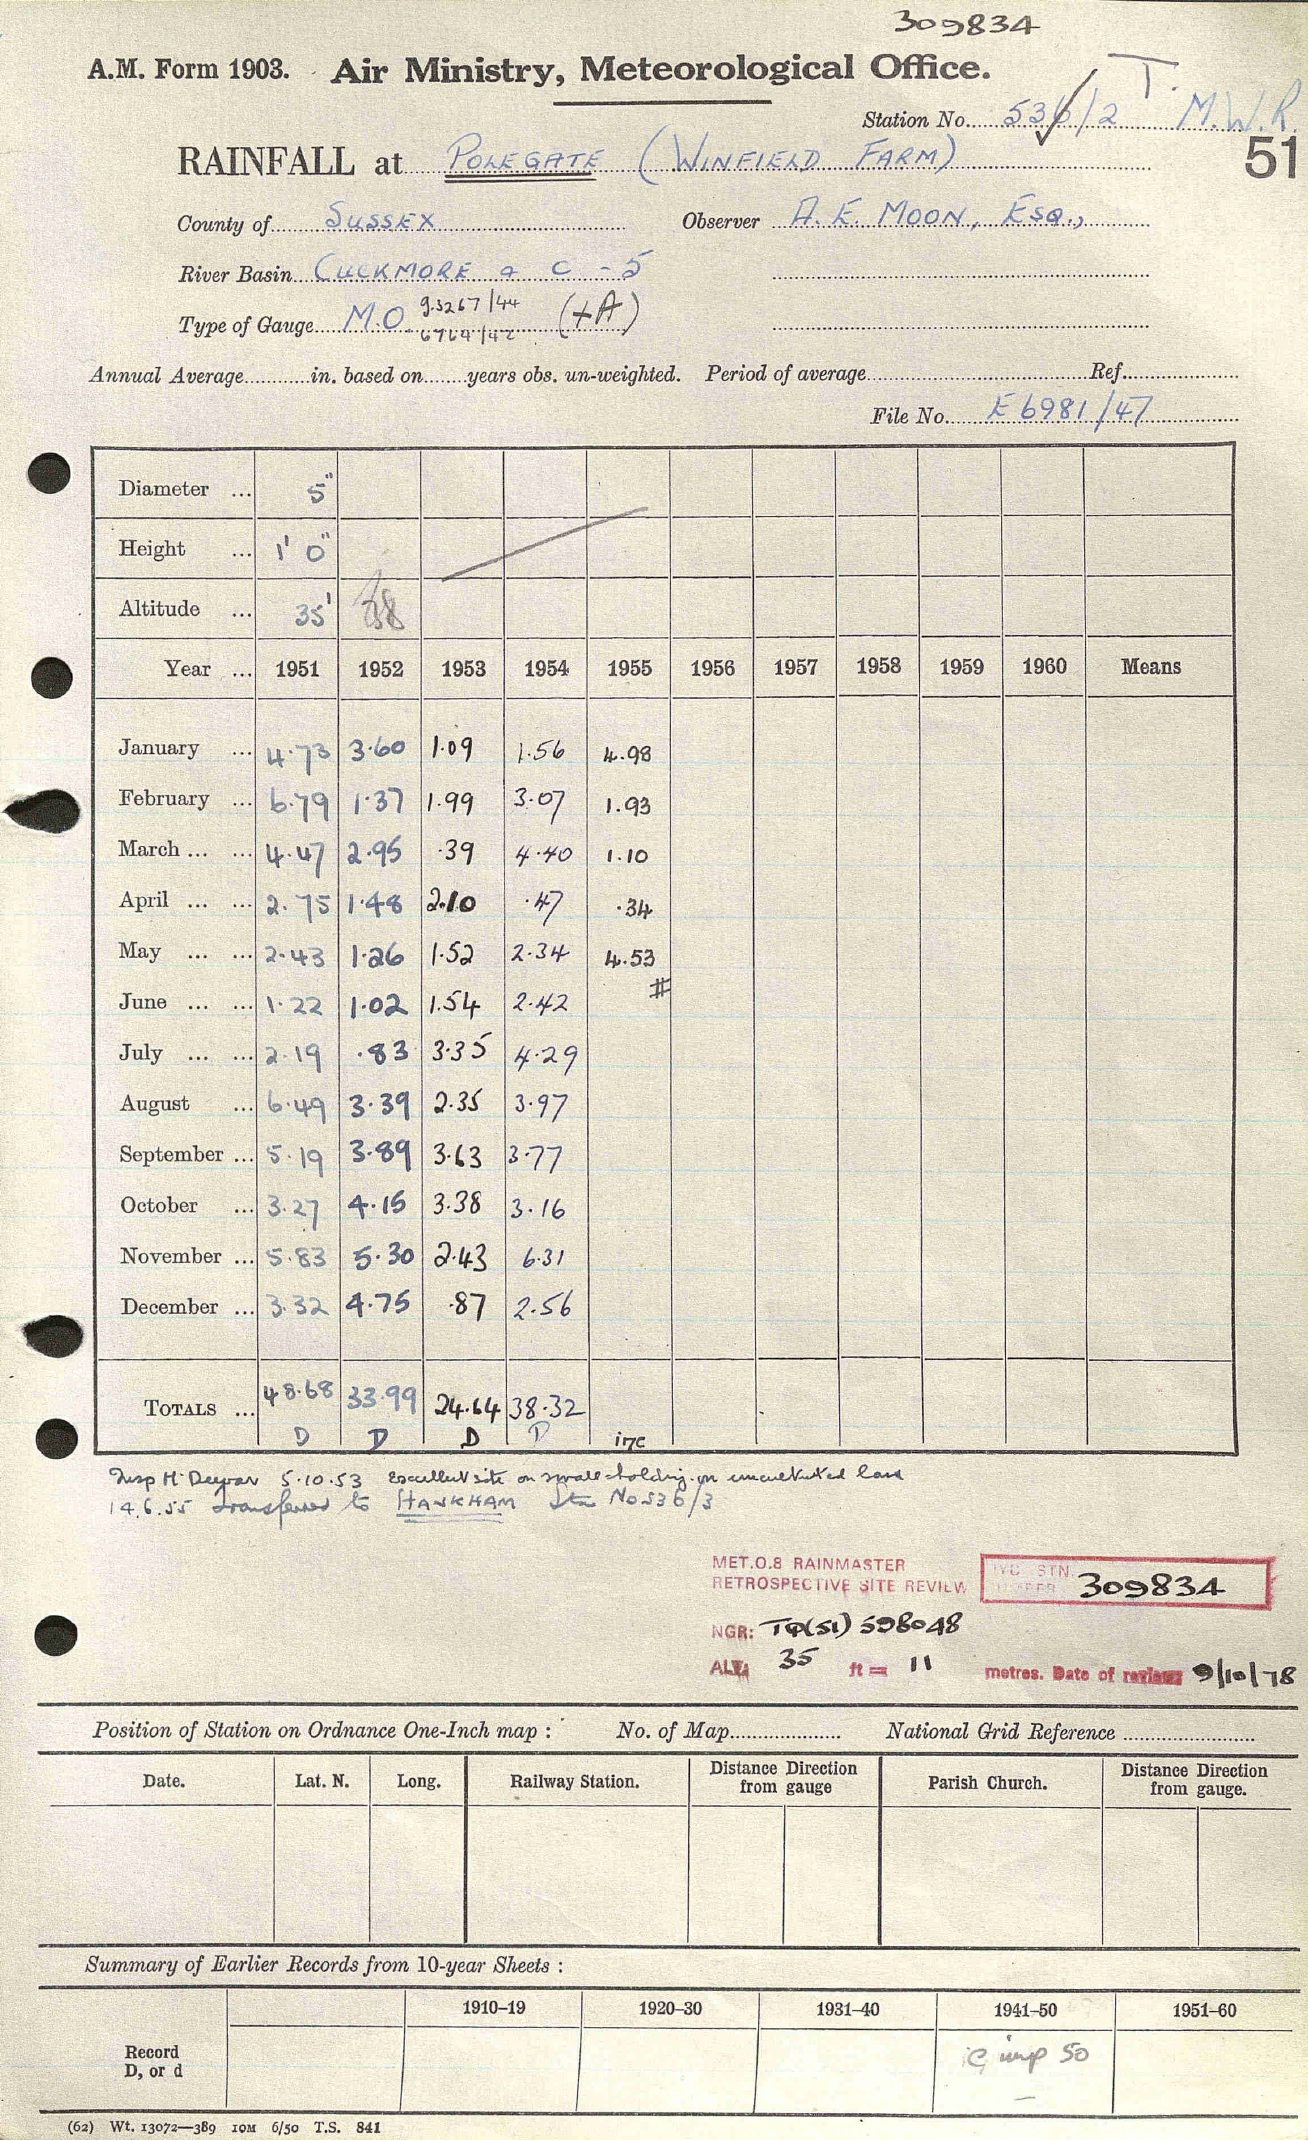 309834
A.M. Form 1903. Air Ministry, Meteorological Office.
T.
Station No. 536/2 M.W.R.
51
RAINFALL at POLEGATE (WINFIELD FARM)
County of SUSSEX Observer A. E. MOON, ESQ.,
River Basin CUCKMORE a C - 5
Type of Gauge M.O. 9.3267/44 (+A)
6764/42
Annual Average in. based on years obs. un-weighted. Period of average Ref.
File No. E6981/47
Diameter ... 5"
Height ... 1' 0"
Altitude ... 35' 38
Year ... 1951 1952 1953 1954 1955 1956 1957 1958 1959 1960 Means
January ... 4.73 3.60 1.09 1.56 4.98
February ... 6.79 1.37 1.99 3.07 1.93
March ... ... 4.47 2.95 .39 4.40 1.10
April ... ... 2.75 1.48 2.10 .47 .34
May ... ... 2.43 1.26 1.52 2.34 4.53
#
June ... ... 1.22 1.02 1.54 2.42
July ... ... 2.19 .83 3.35 4.29
August ... 6.49 3.39 2.35 3.97
September ... 5.19 3.89 3.63 3.77
October ... 3.27 4.15 3.38 3.16
November ... 5.83 5.30 2.43 6.31
December ... 3.32 4.75 .87 2.56
TOTALS ... 48.68 33.99 24.64 38.32
D D D D inc
Insp Mr Dewar 5.10.53 Excellent site on small-holding, on uncultivated land
14.6.55 transferred to HANKHAM Stn No 536/3
MET.O.8 RAINMASTER
RETROSPECTIVE SITE REVIEW
STN. 309834
NGR: TQ(51) 598048
ALT: 35 ft = 11 metres. Date of review: 9/10/78
Position of Station on Ordnance One-Inch map : No. of Map National Grid Reference
Date. Lat. N. Long. Railway Station. Distance Direction from gauge Parish Church. Distance Direction from gauge.
Summary of Earlier Records from 10-year Sheets :
1910–19 1920–30 1931–40 1941–50 1951–60
Record
D, or d
C, imp 50
(62) Wt. 13072—389 10M 6/50 T.S. 841